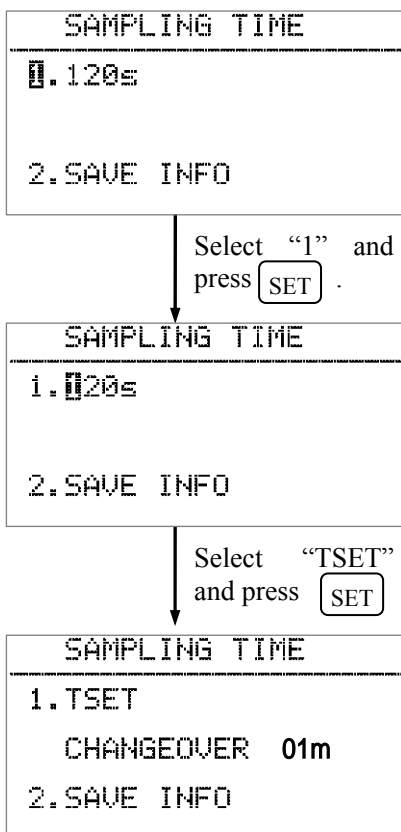 SAMPLING TIME
1.120s
2.SAVE INFO
Select “1” and
press SET .
SAMPLING TIME
1.120s
2.SAVE INFO
Select “TSET”
and press SET
SAMPLING TIME
1.TSET
CHANGEOVER 01m
2.SAVE INFO